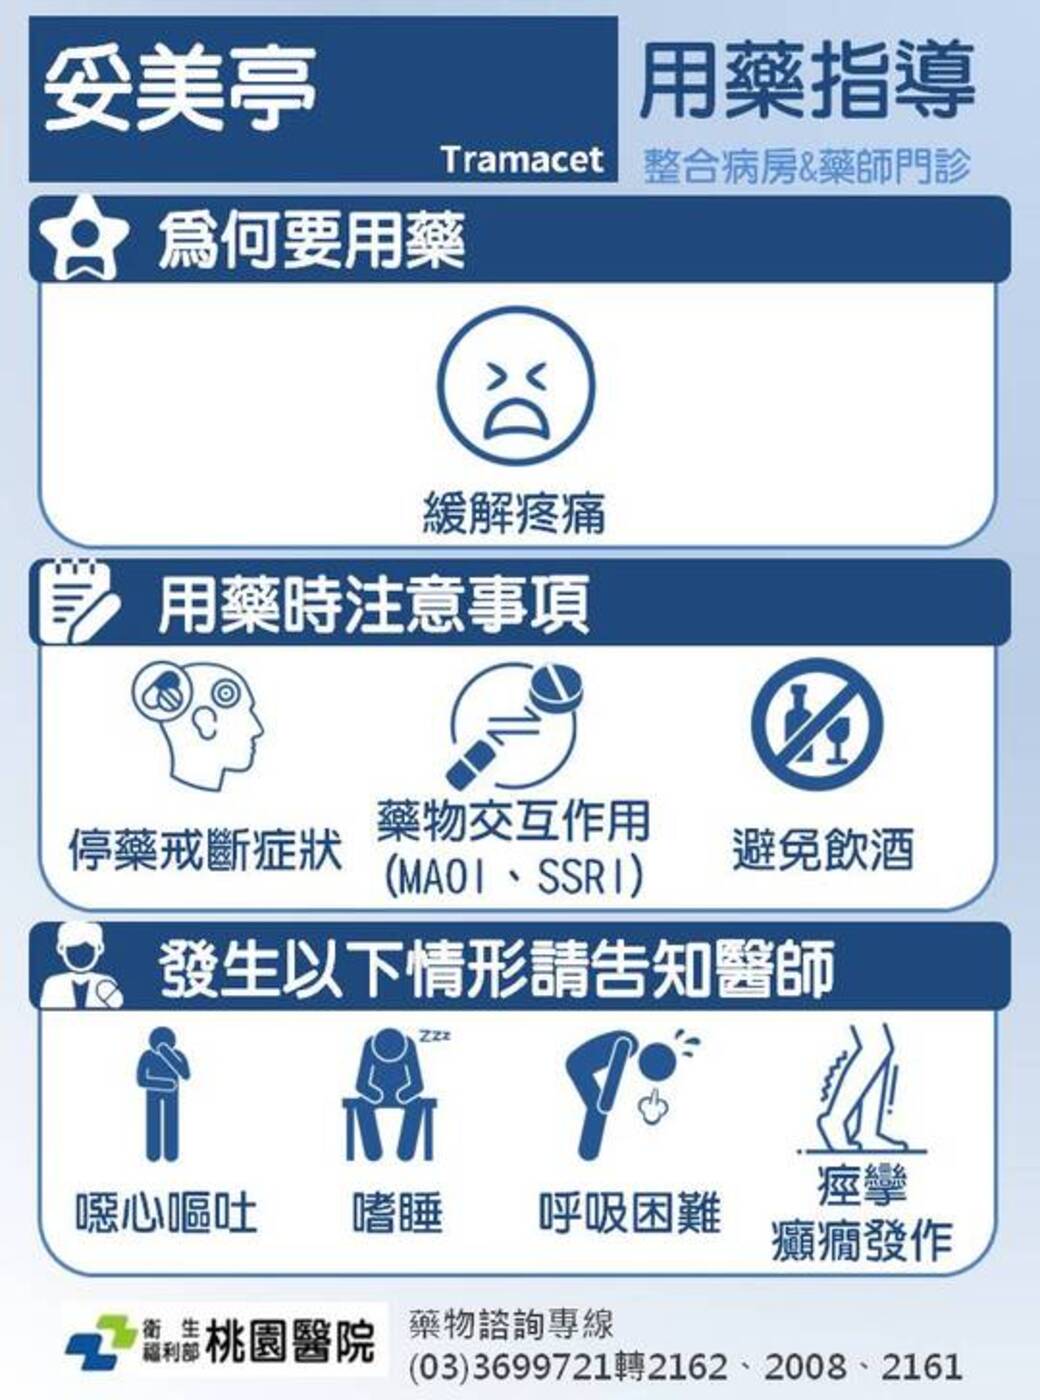 妥美亭
Tramacet
用藥指導
整合病房&藥師門診
為何要用藥
緩解疼痛
用藥時注意事項
停藥戒斷症狀
藥物交互作用
(MAOI、SSRI)
避免飲酒
發生以下情形請告知醫師
zzz
噁心嘔吐
嗜睡
呼吸困難
痙攣
癲癇發作
衛生
福利部
桃園醫院
藥物諮詢專線
(03)3699721轉2162、2008、2161